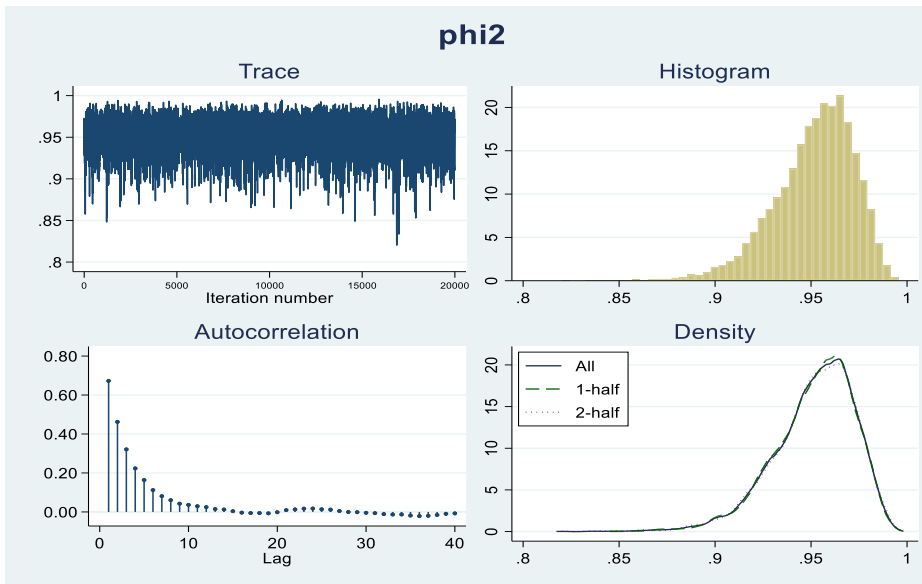 phi2
Trace
1
.95
.9
.85
.8
0 5000 10000 15000 20000
Iteration number
Histogram
20
15
10
5
0
.8 .85 .9 .95 1
Autocorrelation
0.80
0.60
0.40
0.20
0.00
0 10 20 30 40
Lag
Density
20
15
10
5
0
All
1-half
2-half
.8 .85 .9 .95 1